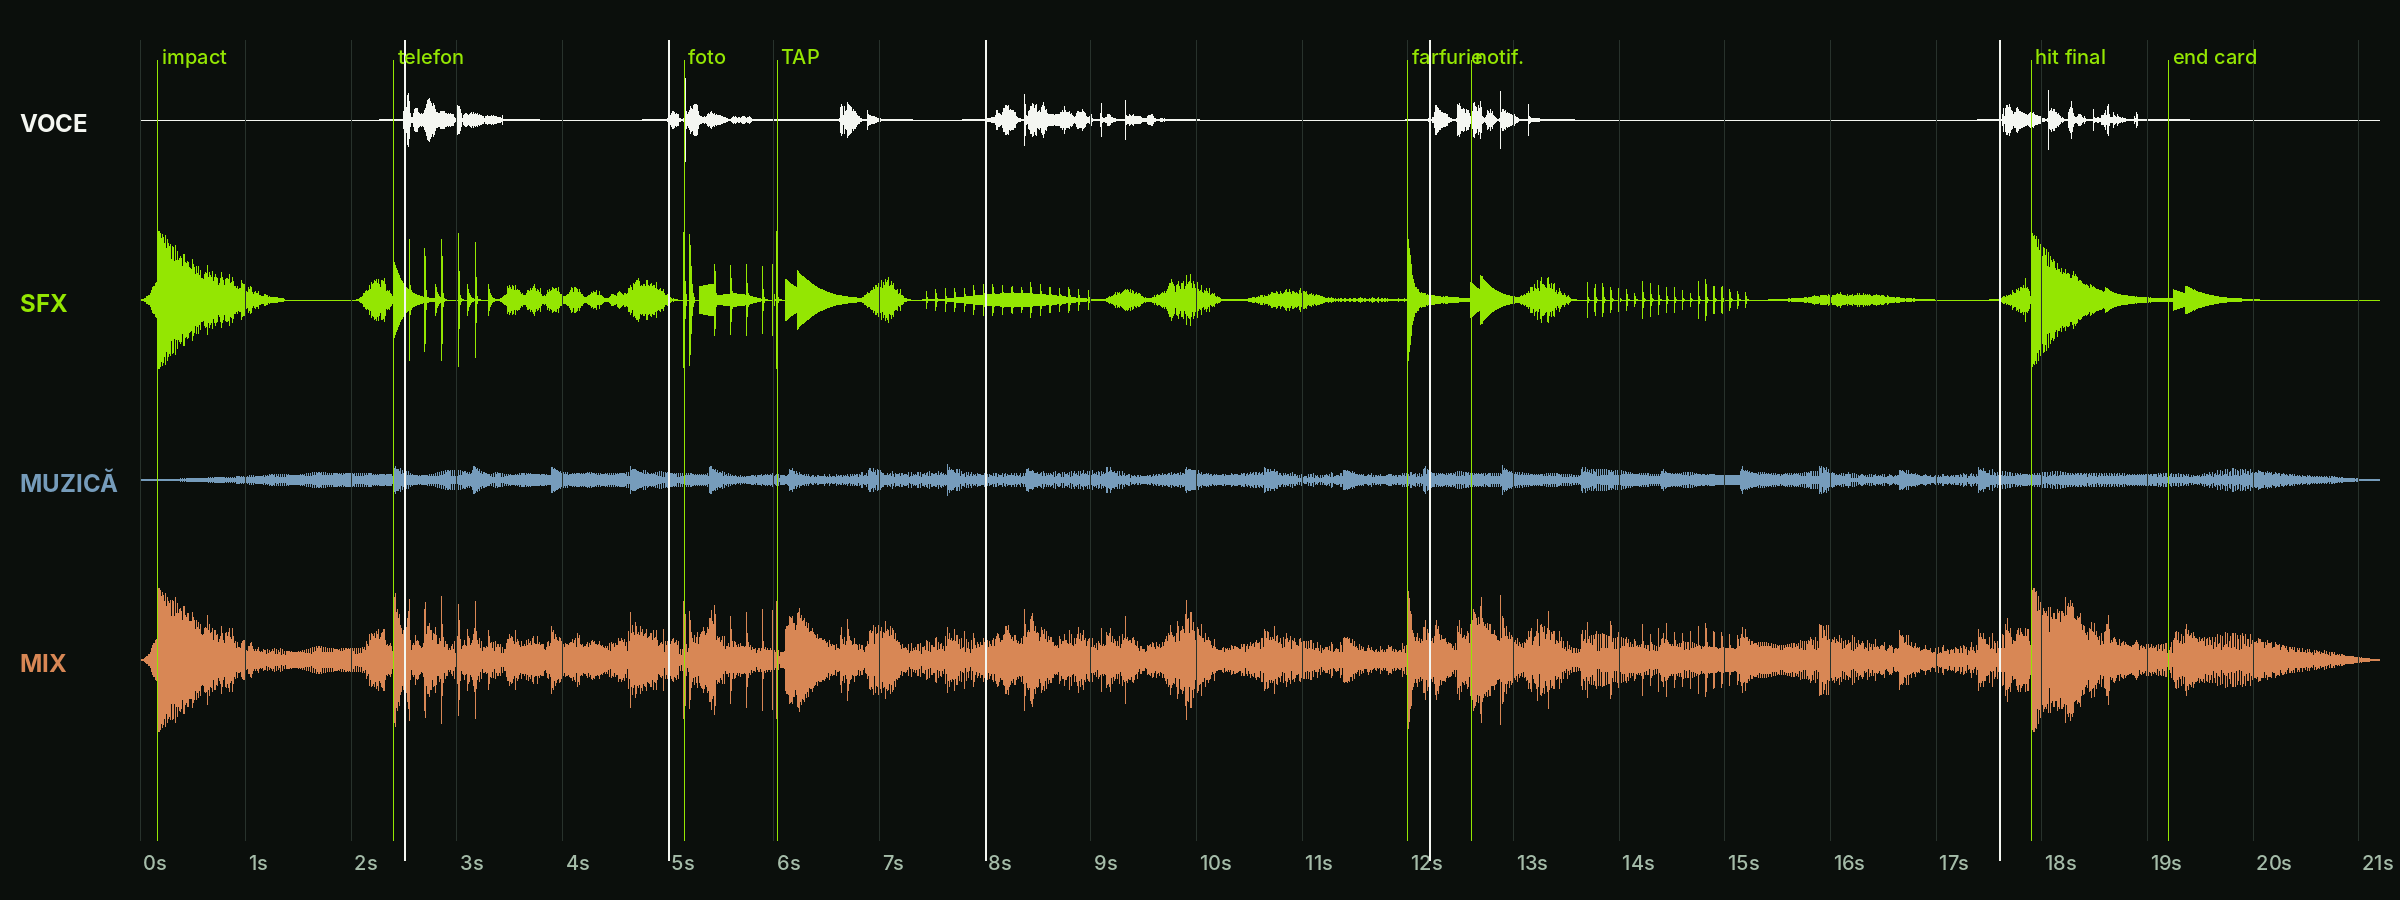 impact telefon foto TAP farfurie notif. hit final end card
VOCE
SFX
MUZICĂ
MIX
0s 1s 2s 3s 4s 5s 6s 7s 8s 9s 10s 11s 12s 13s 14s 15s 16s 17s 18s 19s 20s 21s